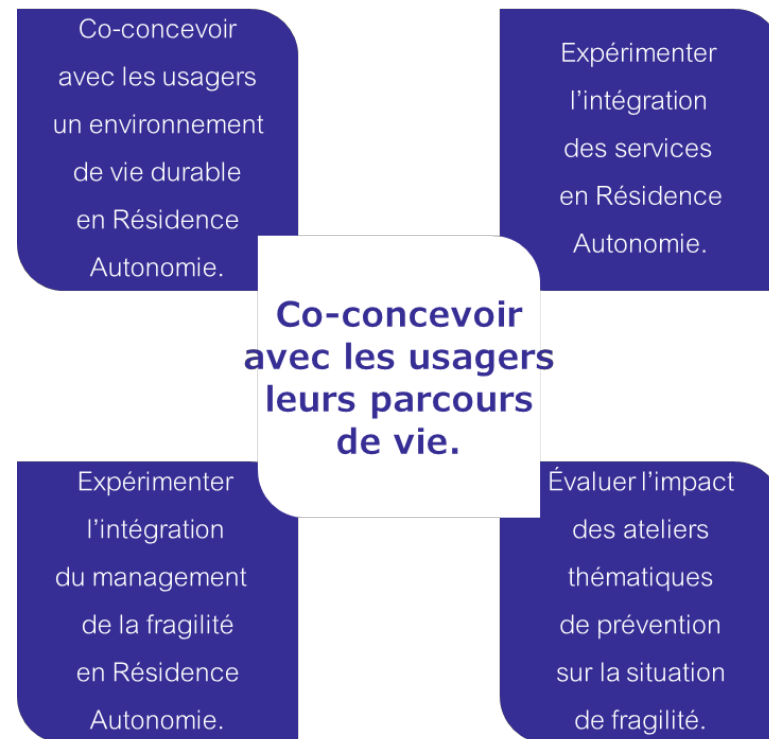 Co-concevoir
avec les usagers
un environnement
de vie durable
en Résidence
Autonomie.
Expérimenter
l’intégration
des services
en Résidence
Autonomie.
Co-concevoir
avec les usagers
leurs parcours
de vie.
Expérimenter
l’intégration
du management
de la fragilité
en Résidence
Autonomie.
Évaluer l’impact
des ateliers
thématiques
de prévention
sur la situation
de fragilité.